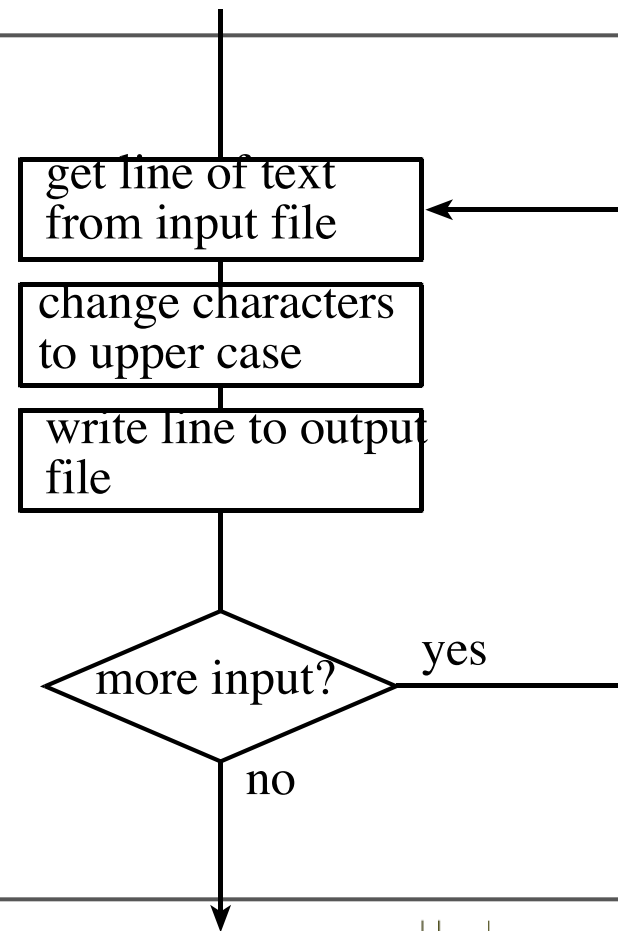 get line of text
from input file
change characters
to upper case
write line to output
file
more input?
yes
no